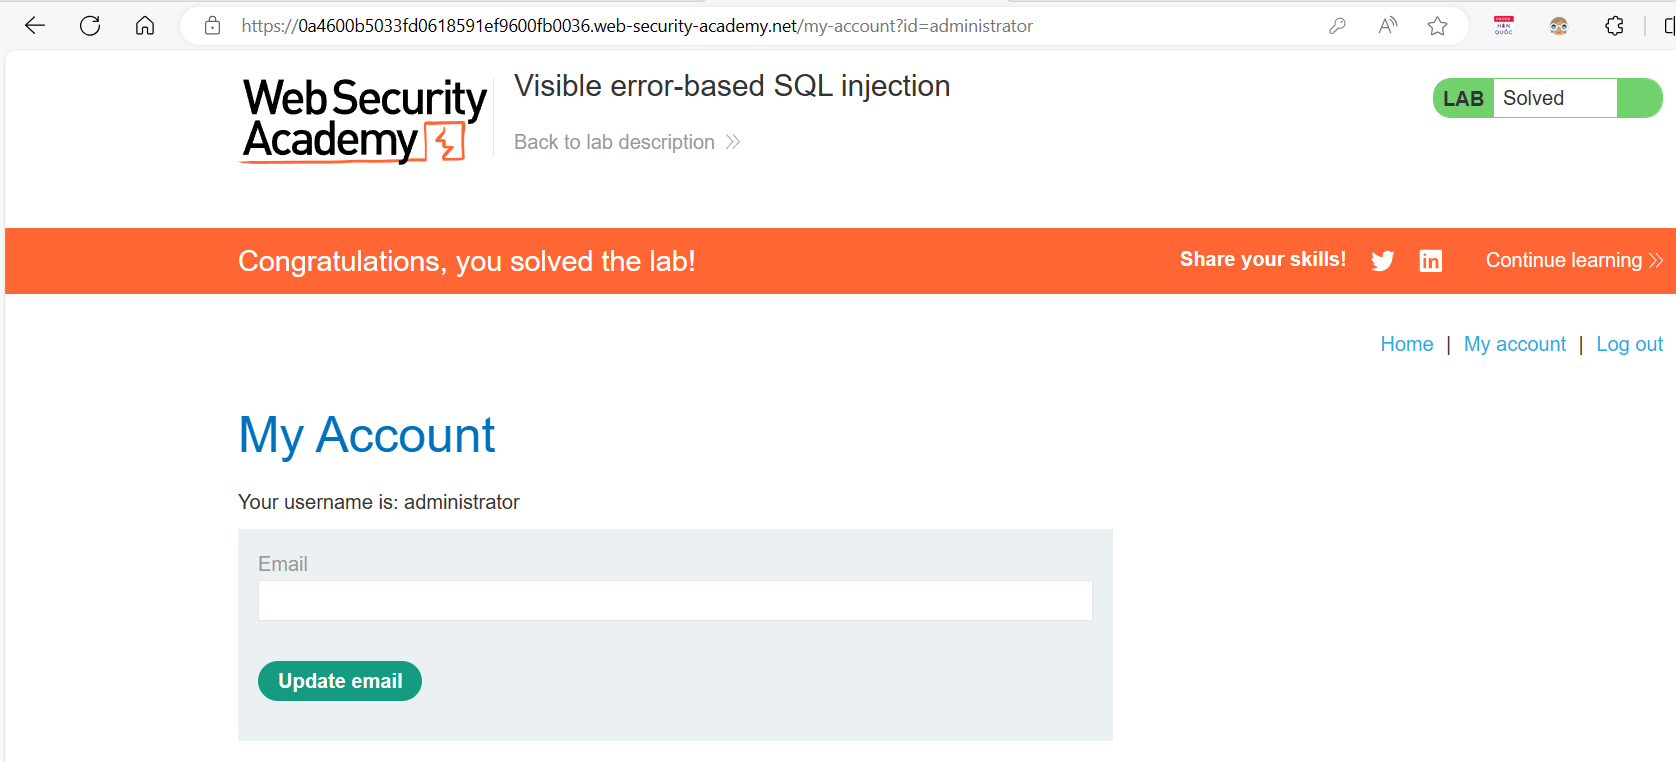 https://0a4600b5033fd0618591ef9600fb0036.web-security-academy.net/my-account?id=administrator
HÀN
QUỐC
Web Security
Academy
Visible error-based SQL injection
Back to lab description
LAB Solved
Congratulations, you solved the lab!
Share your skills!
Continue learning
Home | My account | Log out
My Account
Your username is: administrator
Email
Update email